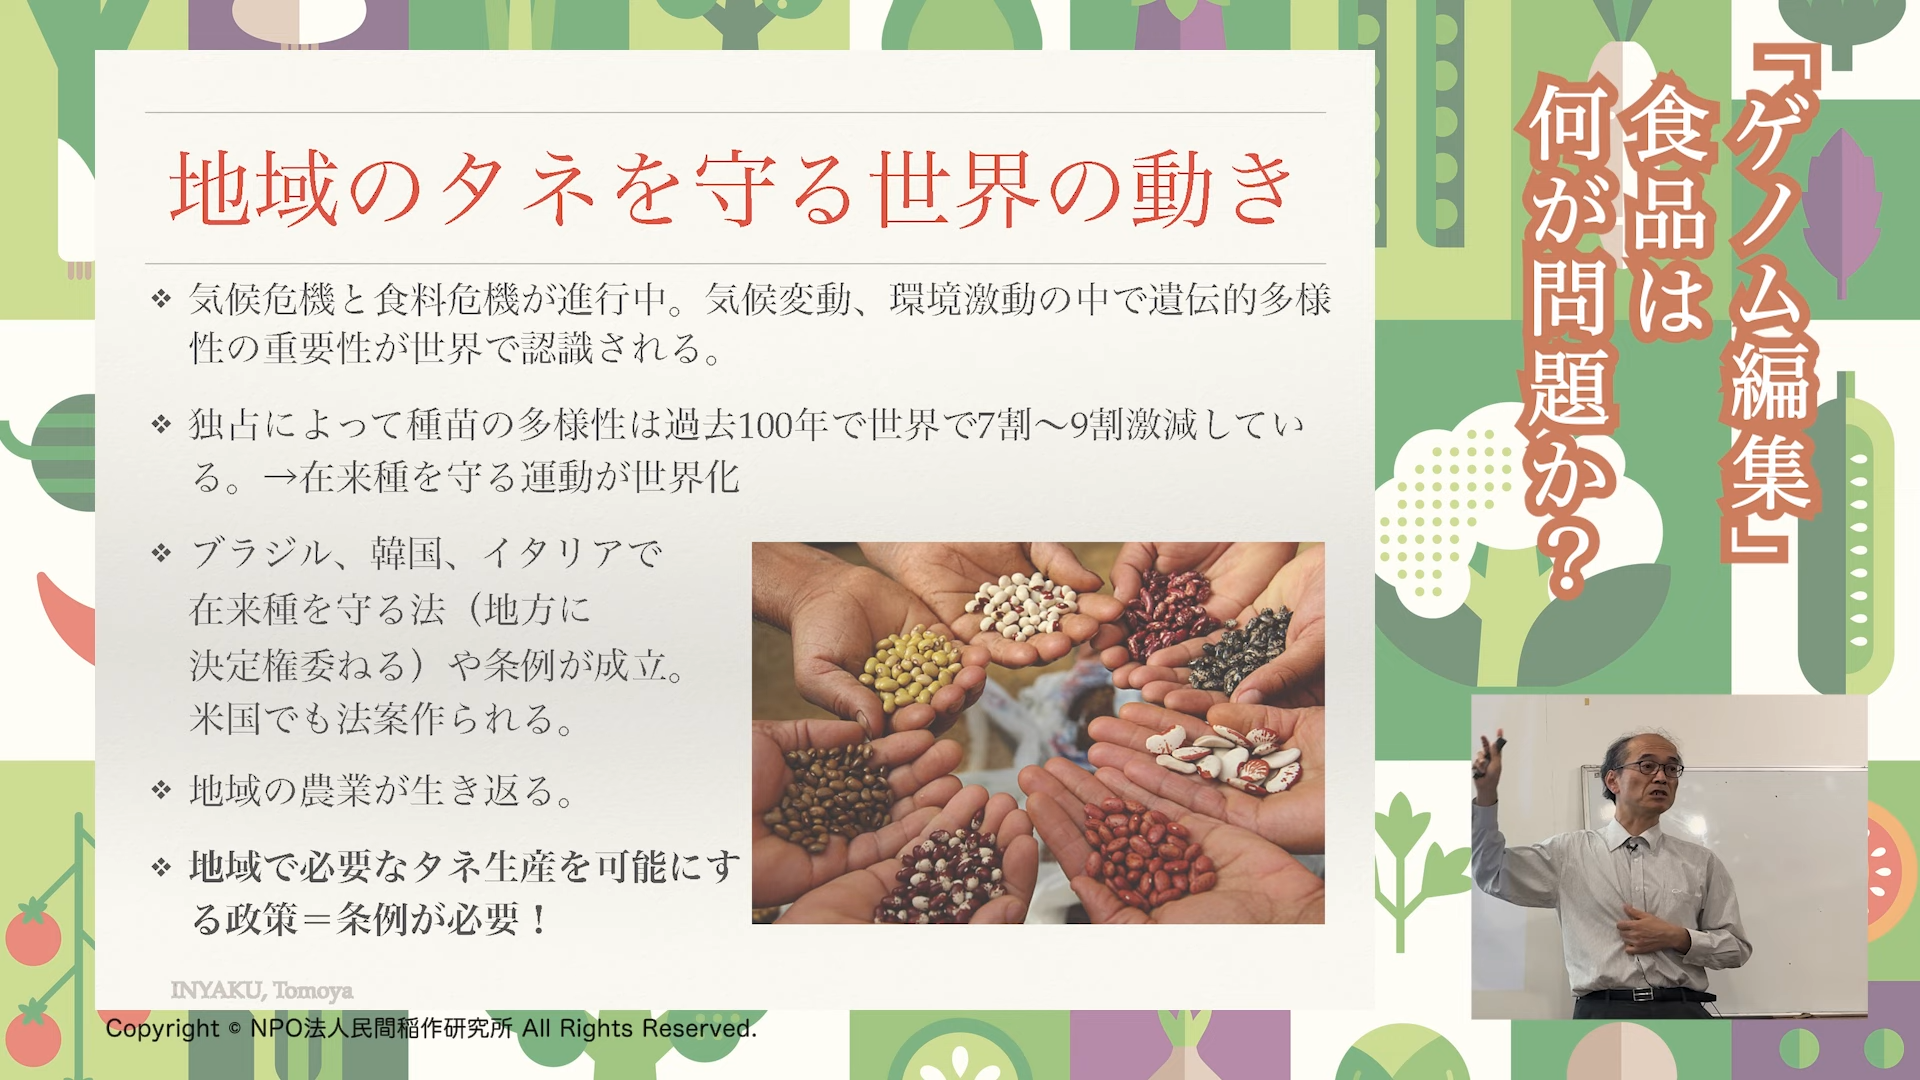 地域のタネを守る世界の動き
❖ 気候危機と食料危機が進行中。気候変動、環境激動の中で遺伝的多様
性の重要性が世界で認識される。
❖ 独占によって種苗の多様性は過去100年で世界で7割〜9割激減してい
る。→在来種を守る運動が世界化
❖ ブラジル、韓国、イタリアで
在来種を守る法（地方に
決定権委ねる）や条例が成立。
米国でも法案作られる。
❖ 地域の農業が生き返る。
❖ 地域で必要なタネ生産を可能にす
る政策＝条例が必要！
INYAKU, Tomoya
Copyright © NPO法人民間稲作研究所 All Rights Reserved.
『ゲノム編集』
食品は
何が問題か？